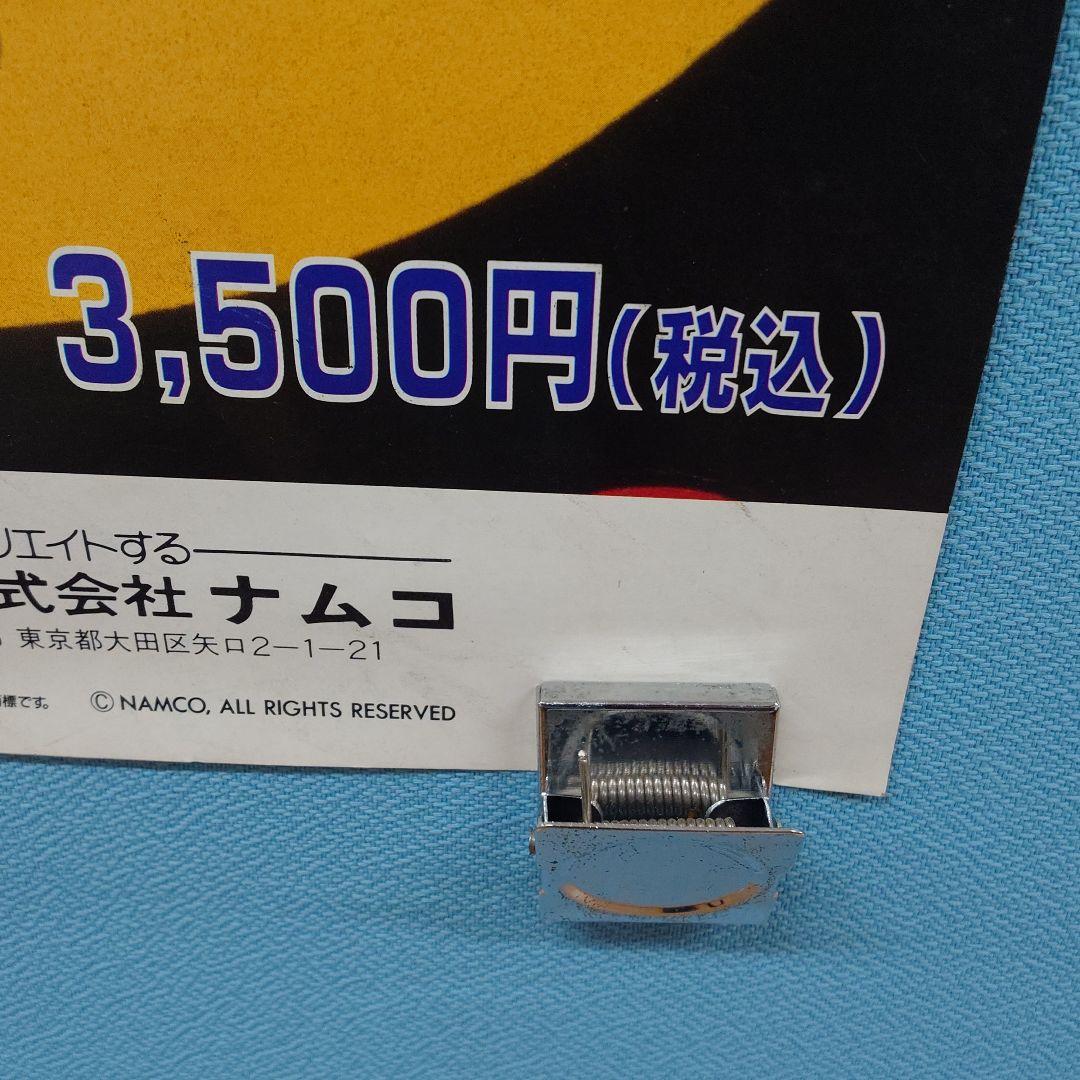 3,500円(税込)
リエイトする
式会社 ナムコ
東京都大田区矢口2-1-21
標です。 ©NAMCO, ALL RIGHTS RESERVED